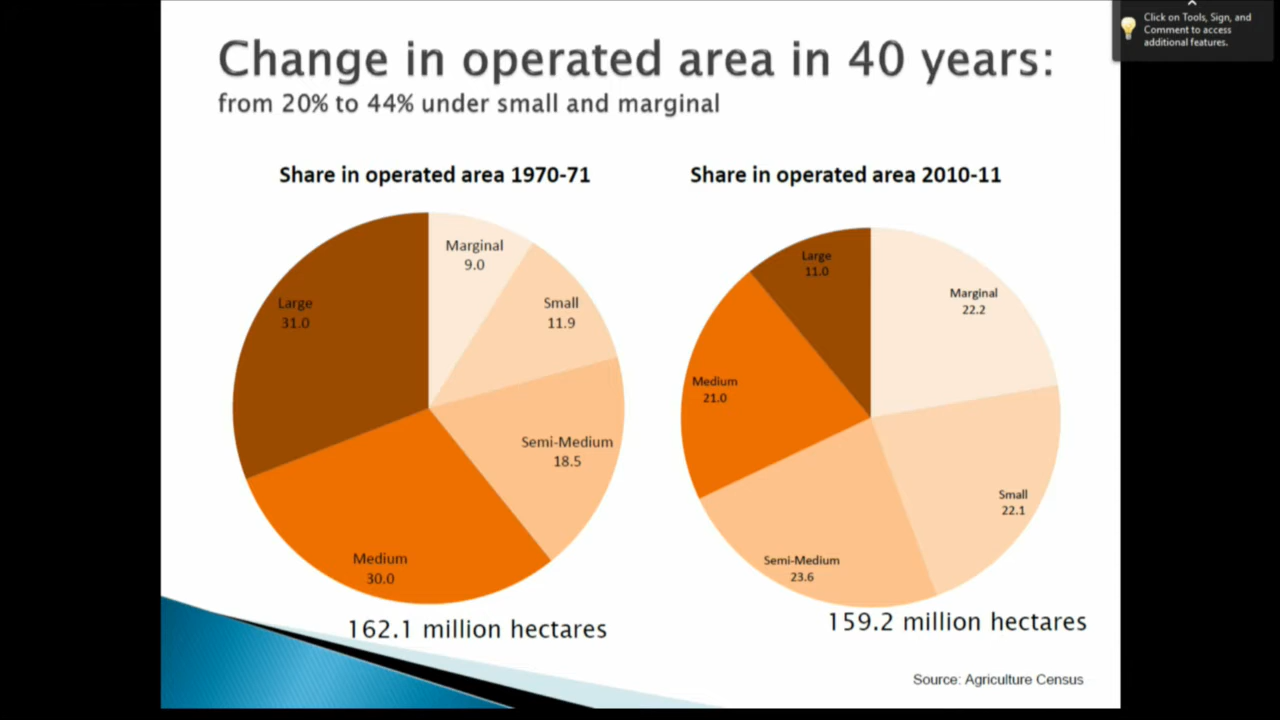 Click on Tools, Sign, and
Comment to access
additional features.
Change in operated area in 40 years:
from 20% to 44% under small and marginal
Share in operated area 1970-71
Marginal
9.0
Small
11.9
Semi-Medium
18.5
Medium
30.0
Large
31.0
162.1 million hectares
Share in operated area 2010-11
Marginal
22.2
Small
22.1
Semi-Medium
23.6
Medium
21.0
Large
11.0
159.2 million hectares
Source: Agriculture Census